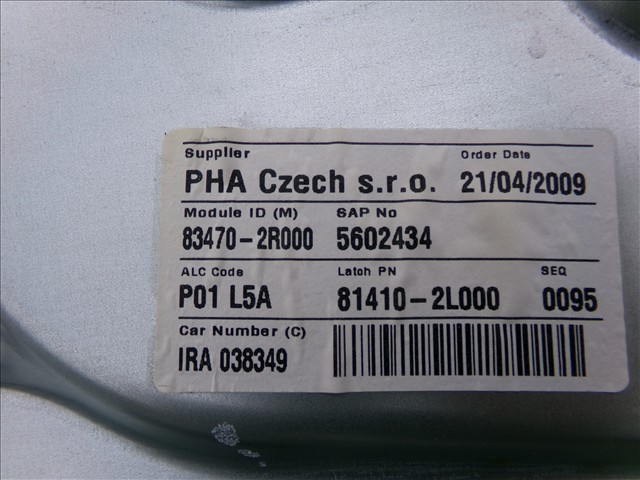 Supplier Order Date
PHA Czech s.r.o. 21/04/2009
Module ID (M) SAP No
83470-2R000 5602434
ALC Code Latch PN SEQ
P01 L5A 81410-2L000 0095
Car Number (C)
IRA 038349